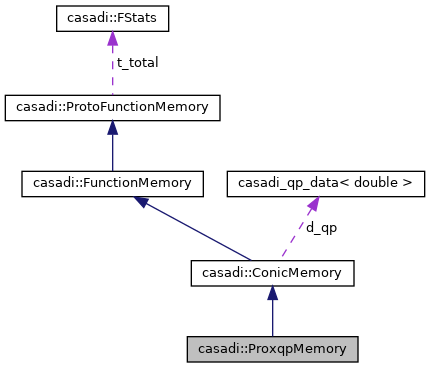 casadi::FStats
t_total
casadi::ProtoFunctionMemory
casadi::FunctionMemory
casadi_qp_data< double >
d_qp
casadi::ConicMemory
casadi::ProxqpMemory